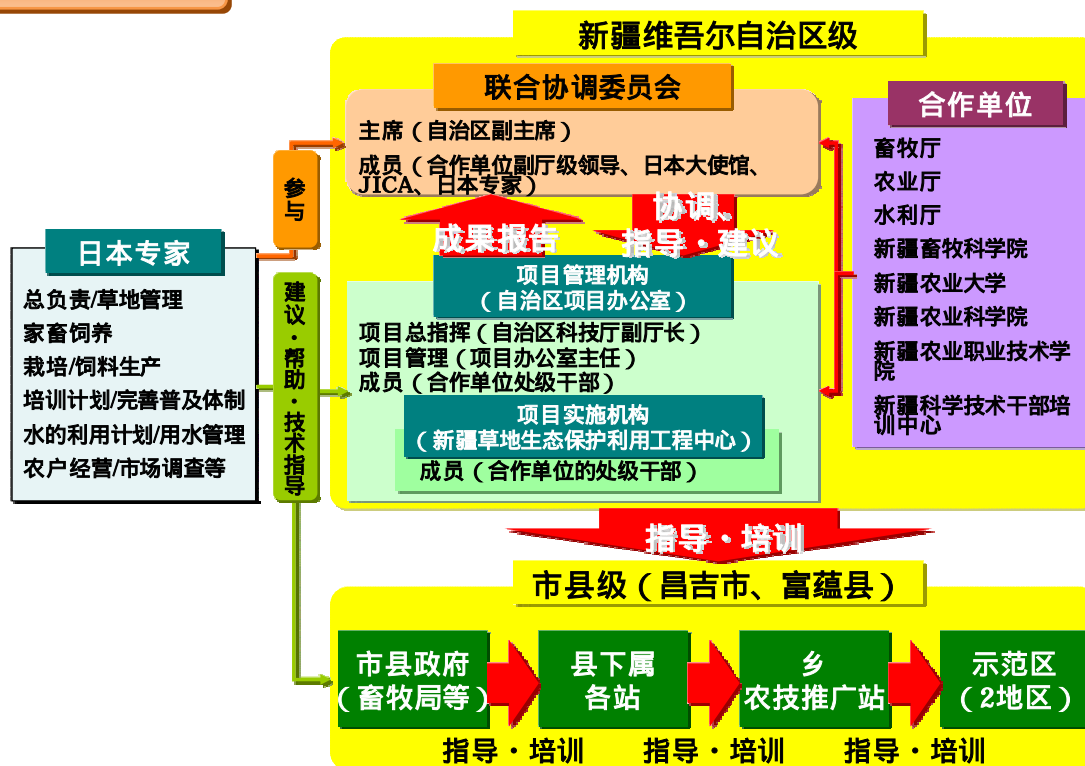 新疆维吾尔自治区级
联合协调委员会
主席（自治区副主席）
成员（合作单位副厅级领导、日本大使馆、
JICA、日本专家）
合作单位
畜牧厅
农业厅
水利厅
新疆畜牧科学院
新疆农业大学
新疆农业科学院
新疆农业职业技术学
院
新疆科学技术干部培
训中心
参与
成果报告
协调、
指导·建议
日本专家
总负责/草地管理
家畜饲养
栽培/饲料生产
培训计划/完善普及体制
水的利用计划/用水管理
农户经营/市场调查等
建议·帮助·技术指导
项目管理机构
（自治区项目办公室）
项目总指挥（自治区科技厅副厅长）
项目管理（项目办公室主任）
成员（合作单位处级干部）
项目实施机构
（新疆草地生态保护利用工程中心）
成员（合作单位的处级干部）
指导·培训
市县级（昌吉市、富蕴县）
市县政府
（畜牧局等）
县下属
各站
乡
农技推广站
示范区
（2地区）
指导·培训
指导·培训
指导·培训